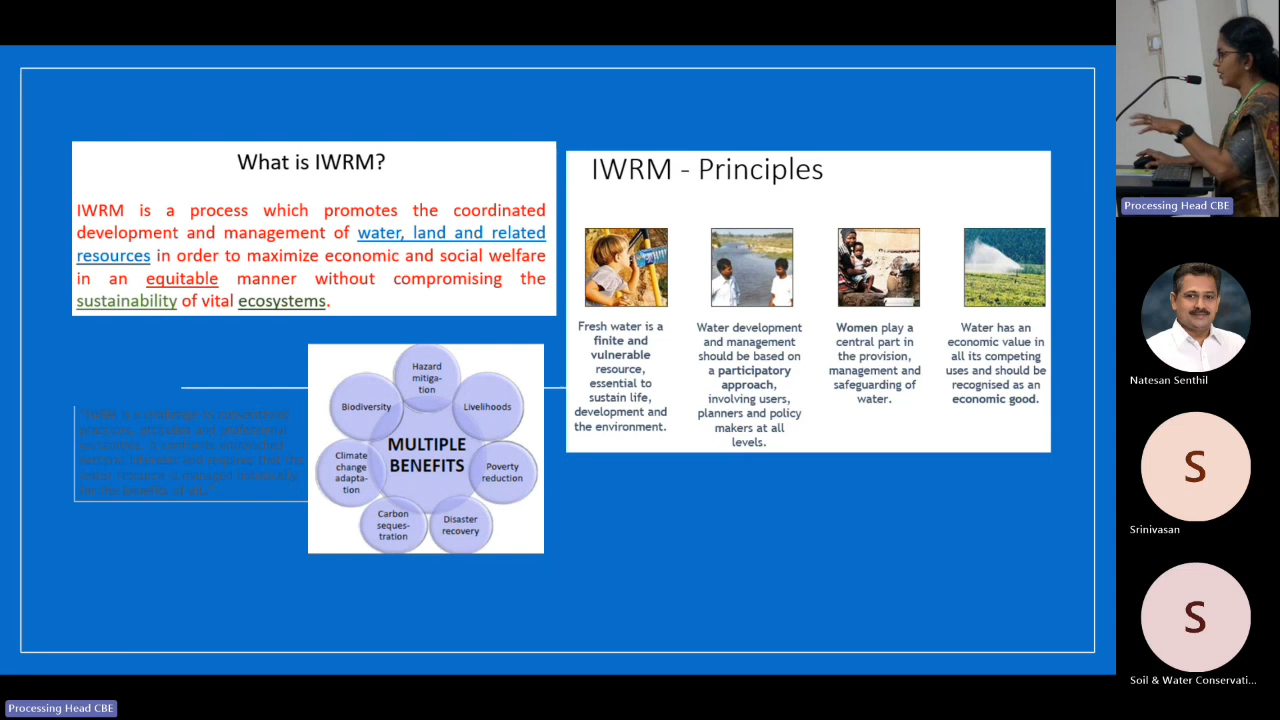 What is IWRM?
IWRM is a process which promotes the coordinated
development and management of water, land and related
resources in order to maximize economic and social welfare
in an equitable manner without compromising the
sustainability of vital ecosystems.
IWRM - Principles
Fresh water is a
finite and
vulnerable
resource,
essential to
sustain life,
development and
the environment.
Water development
and management
should be based on
a participatory
approach,
involving users,
planners and policy
makers at all
levels.
Women play a
central part in
the provision,
management and
safeguarding of
water.
Water has an
economic value in
all its competing
uses and should be
recognised as an
economic good.
Hazard
mitiga-
tion
Biodiversity
Livelihoods
MULTIPLE
BENEFITS
Climate
change
adapta-
tion
Poverty
reduction
Carbon
seques-
tration
Disaster
recovery
Processing Head CBE
Natesan Senthil
S
Srinivasan
S
Soil & Water Conservati...
Processing Head CBE